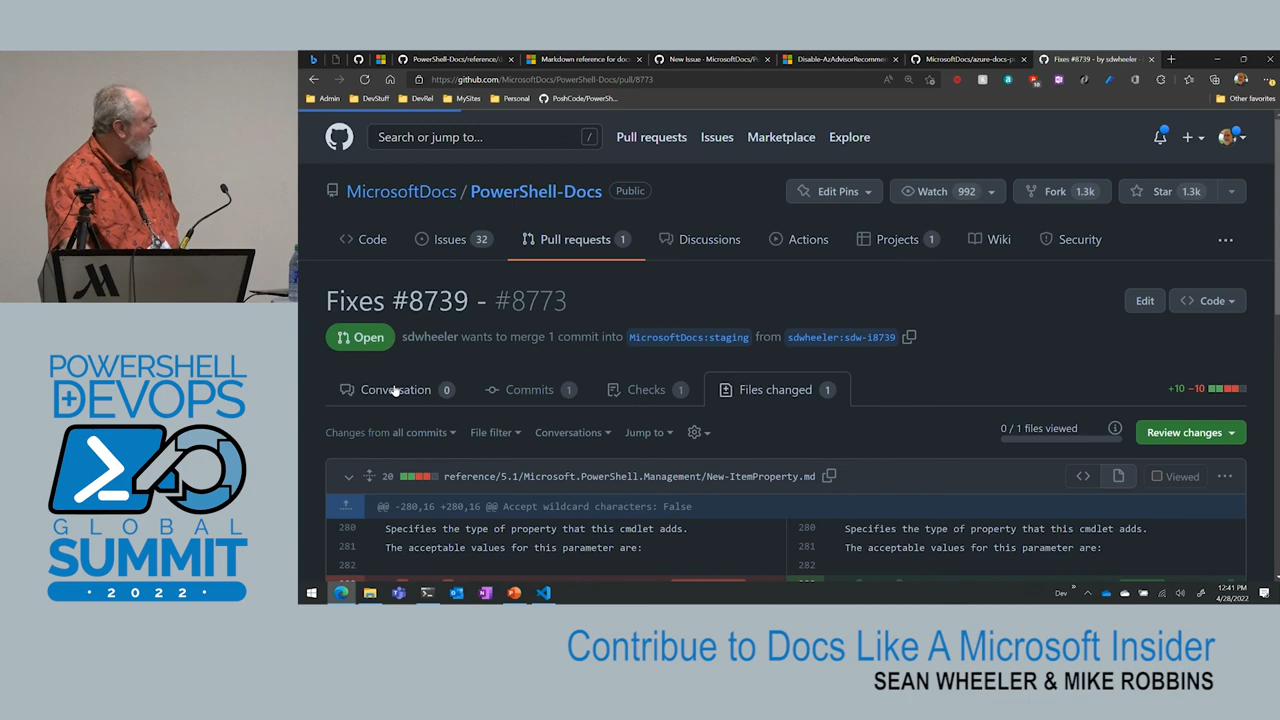 PowerShell-Docs/reference/
Markdown reference for doc
New Issue · MicrosoftDocs/P
Disable-AzAdvisorRecomme
MicrosoftDocs/azure-docs-p
Fixes #8739 - by sdwheeler ·
https://github.com/MicrosoftDocs/PowerShell-Docs/pull/8773
Admin
DevStuff
DevRel
MySites
Personal
PoshCode/PowerSh...
Other favorites
Search or jump to...
/
Pull requests
Issues
Marketplace
Explore
MicrosoftDocs / PowerShell-Docs
Public
Edit Pins
Watch 992
Fork 1.3k
Star 1.3k
Code
Issues 32
Pull requests 1
Discussions
Actions
Projects 1
Wiki
Security
Fixes #8739 - #8773
Edit
Code
Open
sdwheeler wants to merge 1 commit into MicrosoftDocs:staging from sdwheeler:sdw-i8739
Conversation 0
Commits 1
Checks 1
Files changed 1
+10 −10
Changes from all commits
File filter
Conversations
Jump to
0 / 1 files viewed
Review changes
20 reference/5.1/Microsoft.PowerShell.Management/New-ItemProperty.md
Viewed
@@ -280,16 +280,16 @@ Accept wildcard characters: False
280 Specifies the type of property that this cmdlet adds.
280 Specifies the type of property that this cmdlet adds.
281 The acceptable values for this parameter are:
281 The acceptable values for this parameter are:
282
282
Dev
12:41 PM
4/28/2022
POWERSHELL
+DEVOPS
GLOBAL
SUMMIT
· 2022 ·
Contribue to Docs Like A Microsoft Insider
SEAN WHEELER & MIKE ROBBINS